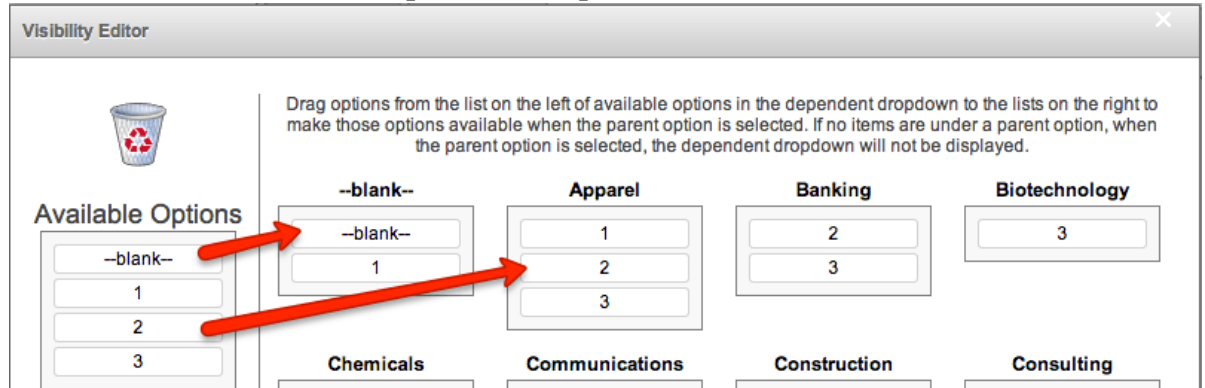 Visibility Editor
Drag options from the list on the left of available options in the dependent dropdown to the lists on the right to
make those options available when the parent option is selected. If no items are under a parent option, when
the parent option is selected, the dependent dropdown will not be displayed.
Available Options
--blank--
1
2
3
--blank--
--blank--
1
Apparel
1
2
3
Banking
2
3
Biotechnology
3
Chemicals
Communications
Construction
Consulting